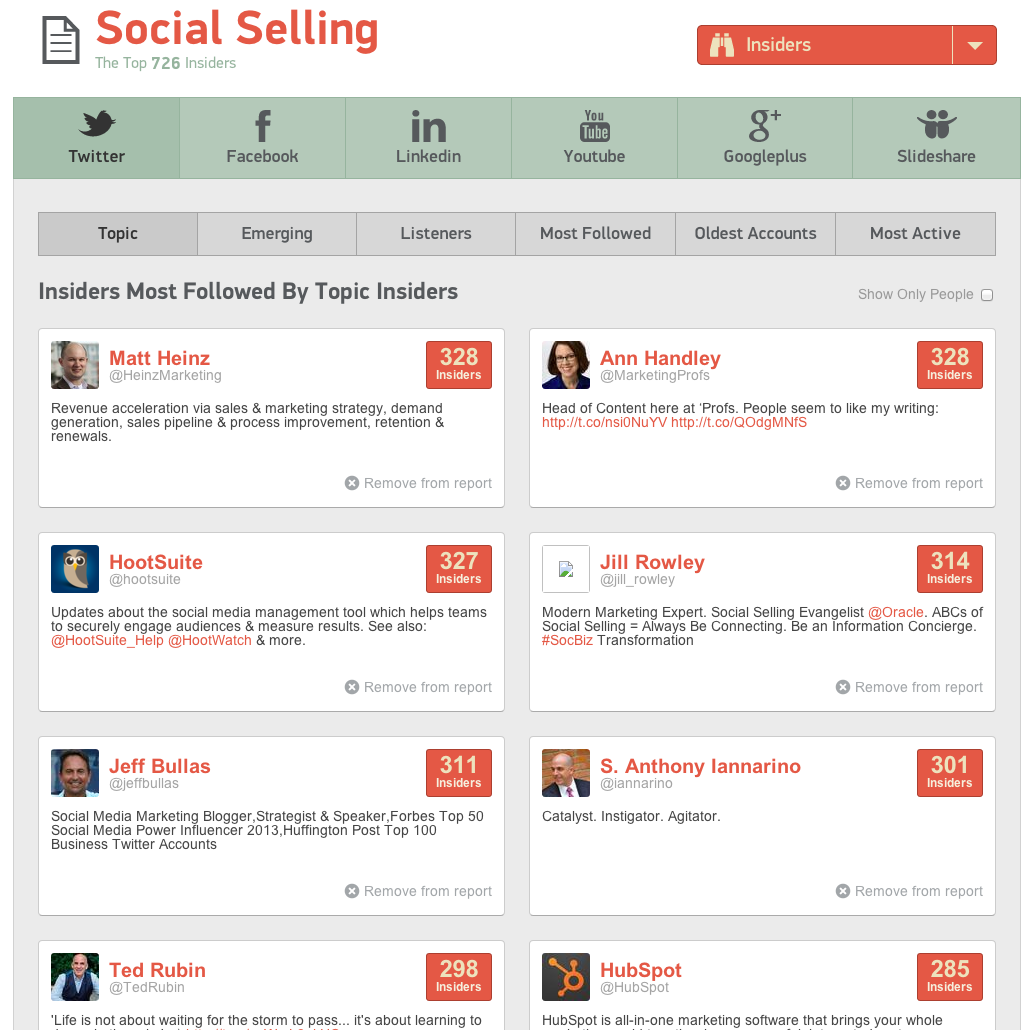 Social Selling
The Top 726 Insiders
Insiders
Twitter
Facebook
Linkedin
You
Tube
Youtube
g+
Googleplus
Slideshare
Topic
Emerging
Listeners
Most Followed
Oldest Accounts
Most Active
Insiders Most Followed By Topic Insiders
Show Only People
Matt Heinz
@HeinzMarketing
328
Insiders
Revenue acceleration via sales & marketing strategy, demand
generation, sales pipeline & process improvement, retention &
renewals.
Remove from report
Ann Handley
@MarketingProfs
328
Insiders
Head of Content here at 'Profs. People seem to like my writing:
http://t.co/nsi0NuYV http://t.co/QOdgMNfS
Remove from report
HootSuite
@hootsuite
327
Insiders
Updates about the social media management tool which helps teams
to securely engage audiences & measure results. See also:
@HootSuite_Help @HootWatch & more.
Remove from report
Jill Rowley
@jill_rowley
314
Insiders
Modern Marketing Expert. Social Selling Evangelist @Oracle. ABCs of
Social Selling = Always Be Connecting. Be an Information Concierge.
#SocBiz Transformation
Remove from report
Jeff Bullas
@jeffbullas
311
Insiders
Social Media Marketing Blogger,Strategist & Speaker,Forbes Top 50
Social Media Power Influencer 2013,Huffington Post Top 100
Business Twitter Accounts
Remove from report
S. Anthony Iannarino
@iannarino
301
Insiders
Catalyst. Instigator. Agitator.
Remove from report
Ted Rubin
@TedRubin
298
Insiders
'Life is not about waiting for the storm to pass... it's about learning to
HubSpot
@HubSpot
285
Insiders
HubSpot is all-in-one marketing software that brings your whole